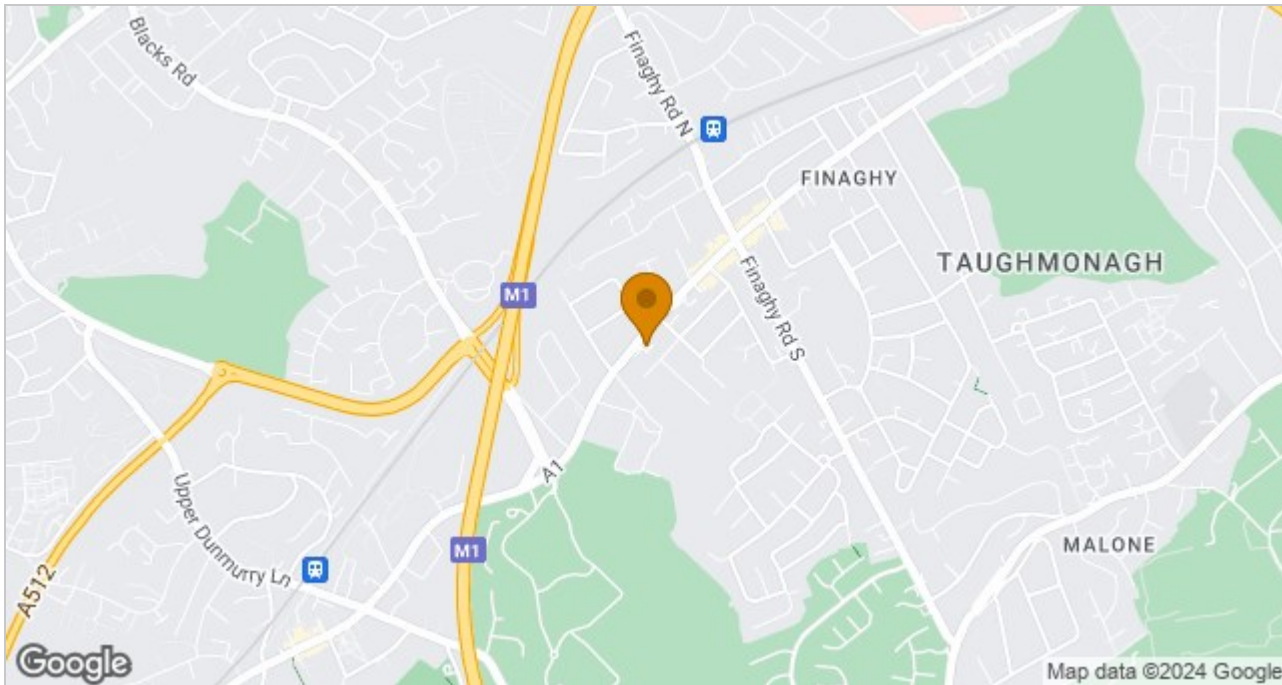 Blacks Rd
Finaghy Rd N
FINAGHY
TAUGHMONAGH
M1
Finaghy Rd S
A1
M1
MALONE
Upper Dunmurry Ln
A512
Google
Map data ©2024 Google